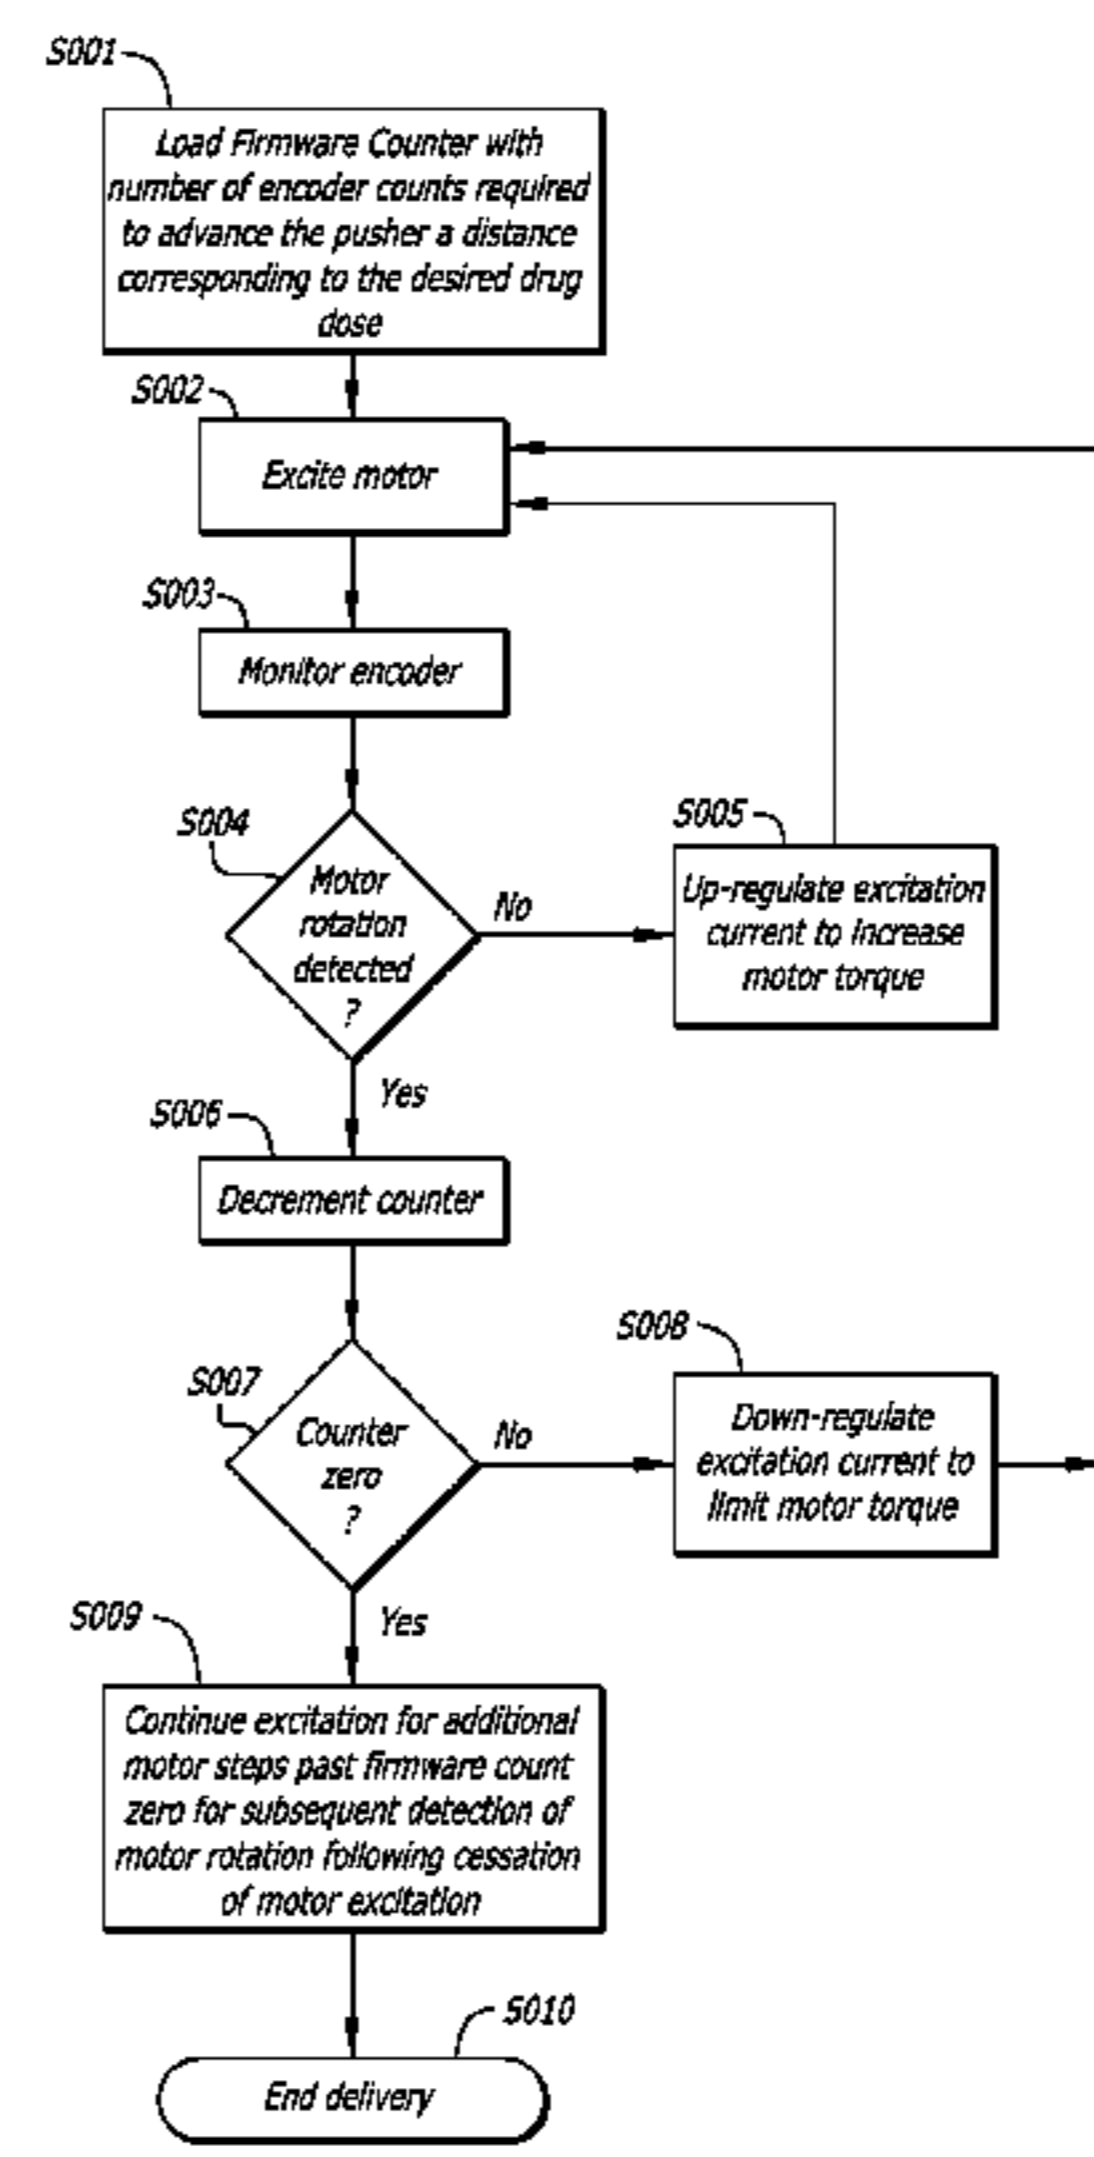 S001
Load Firmware Counter with
number of encoder counts required
to advance the pusher a distance
corresponding to the desired drug
dose
S002
Excite motor
S003
Monitor encoder
S004
Motor
rotation
detected
?
No
S005
Up-regulate excitation
current to increase
motor torque
Yes
S006
Decrement counter
S007
Counter
zero
?
No
S008
Down-regulate
excitation current to
limit motor torque
Yes
S009
Continue excitation for additional
motor steps past firmware count
zero for subsequent detection of
motor rotation following cessation
of motor excitation
S010
End delivery